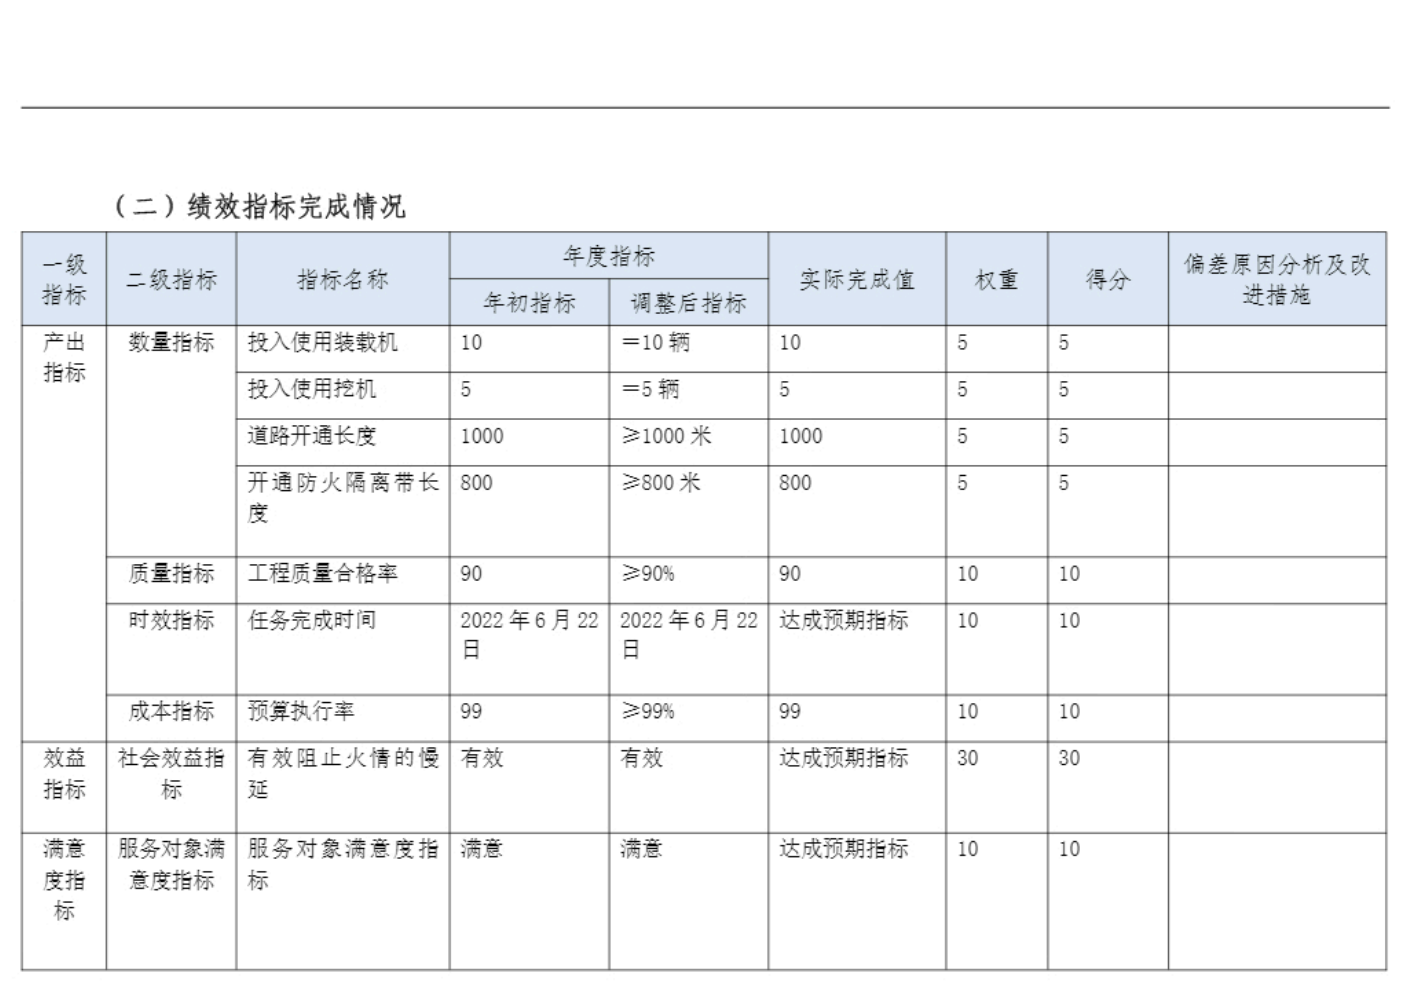 （二）绩效指标完成情况
一级指标 二级指标 指标名称 年度指标 实际完成值 权重 得分 偏差原因分析及改进措施
年初指标 调整后指标
产出指标 数量指标 投入使用装载机 10 =10 辆 10 5 5
投入使用挖机 5 =5 辆 5 5 5
道路开通长度 1000 ≥1000 米 1000 5 5
开通防火隔离带长度 800 ≥800 米 800 5 5
质量指标 工程质量合格率 90 ≥90% 90 10 10
时效指标 任务完成时间 2022 年 6 月 22 日 2022 年 6 月 22 日 达成预期指标 10 10
成本指标 预算执行率 99 ≥99% 99 10 10
效益指标 社会效益指标 有效阻止火情的慢延 有效 有效 达成预期指标 30 30
满意度指标 服务对象满意度指标 服务对象满意度指标 满意 满意 达成预期指标 10 10